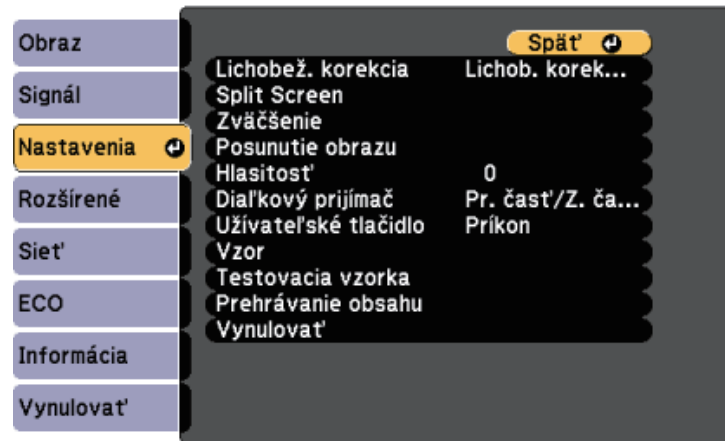 Obraz
Signál
Nastavenia
Rozšírené
Sieť
ECO
Informácia
Vynulovať
Späť
Lichobež. korekcia Lichob. korek...
Split Screen
Zväčšenie
Posunutie obrazu
Hlasitosť 0
Diaľkový prijímač Pr. časť/Z. ča...
Užívateľské tlačidlo Príkon
Vzor
Testovacia vzorka
Prehrávanie obsahu
Vynulovať